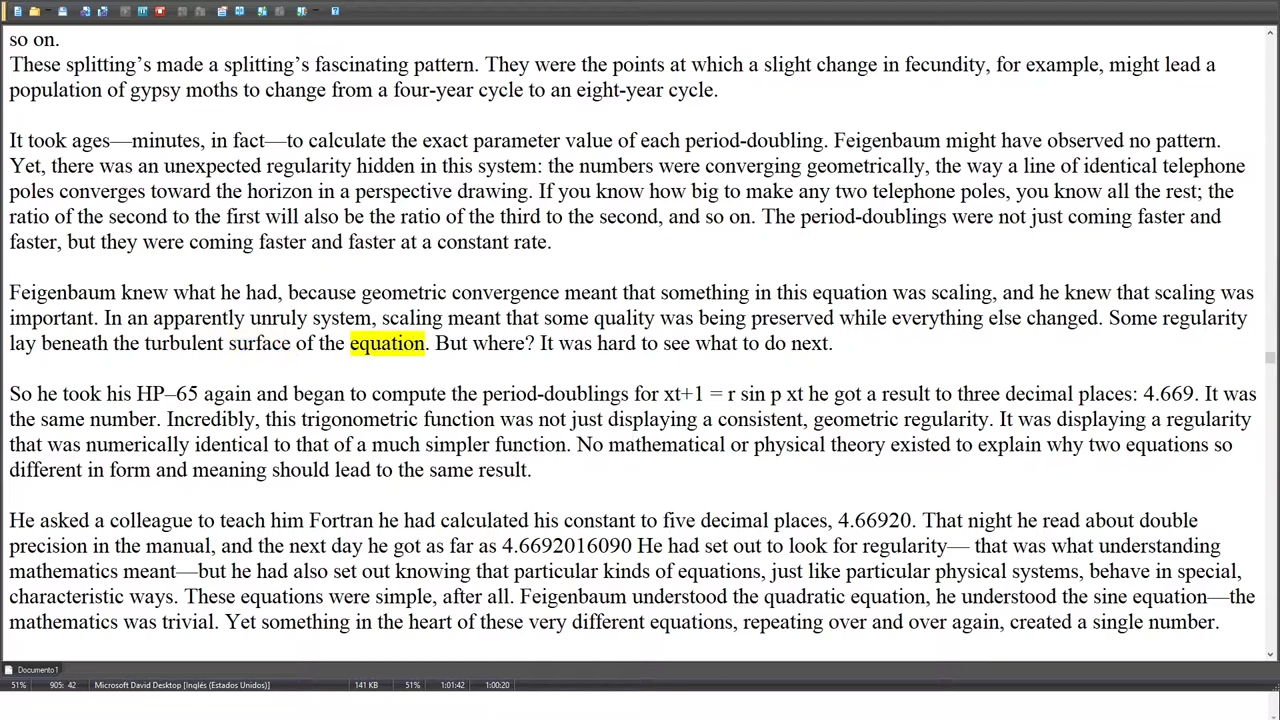 so on.
These splitting’s made a splitting’s fascinating pattern. They were the points at which a slight change in fecundity, for example, might lead a
population of gypsy moths to change from a four-year cycle to an eight-year cycle.
It took ages—minutes, in fact—to calculate the exact parameter value of each period-doubling. Feigenbaum might have observed no pattern.
Yet, there was an unexpected regularity hidden in this system: the numbers were converging geometrically, the way a line of identical telephone
poles converges toward the horizon in a perspective drawing. If you know how big to make any two telephone poles, you know all the rest; the
ratio of the second to the first will also be the ratio of the third to the second, and so on. The period-doublings were not just coming faster and
faster, but they were coming faster and faster at a constant rate.
Feigenbaum knew what he had, because geometric convergence meant that something in this equation was scaling, and he knew that scaling was
important. In an apparently unruly system, scaling meant that some quality was being preserved while everything else changed. Some regularity
lay beneath the turbulent surface of the equation. But where? It was hard to see what to do next.
So he took his HP–65 again and began to compute the period-doublings for xt+1 = r sin p xt he got a result to three decimal places: 4.669. It was
the same number. Incredibly, this trigonometric function was not just displaying a consistent, geometric regularity. It was displaying a regularity
that was numerically identical to that of a much simpler function. No mathematical or physical theory existed to explain why two equations so
different in form and meaning should lead to the same result.
He asked a colleague to teach him Fortran he had calculated his constant to five decimal places, 4.66920. That night he read about double
precision in the manual, and the next day he got as far as 4.6692016090 He had set out to look for regularity— that was what understanding
mathematics meant—but he had also set out knowing that particular kinds of equations, just like particular physical systems, behave in special,
characteristic ways. These equations were simple, after all. Feigenbaum understood the quadratic equation, he understood the sine equation—the
mathematics was trivial. Yet something in the heart of these very different equations, repeating over and over again, created a single number.
Documento1
51% 905: 42 Microsoft David Desktop [Inglés (Estados Unidos)] 141 KB 51% 1:01:42 1:00:20